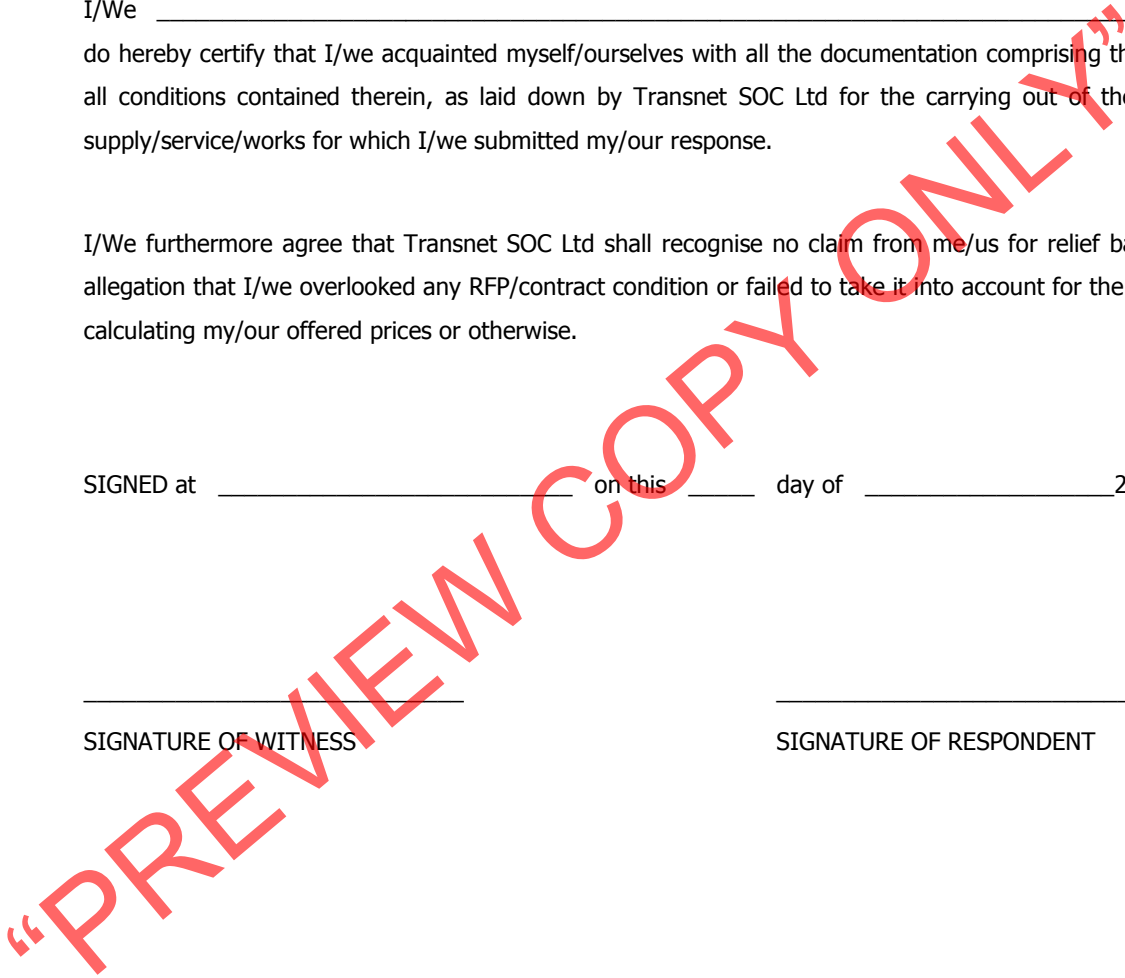 I/We ______________________________________________
do hereby certify that I/we acquainted myself/ourselves with all the documentation comprising th
all conditions contained therein, as laid down by Transnet SOC Ltd for the carrying out of the
supply/service/works for which I/we submitted my/our response.
I/We furthermore agree that Transnet SOC Ltd shall recognise no claim from me/us for relief ba
allegation that I/we overlooked any RFP/contract condition or failed to take it into account for the
calculating my/our offered prices or otherwise.
SIGNED at ___________________________ on this _____ day of ___________________2
SIGNATURE OF WITNESS SIGNATURE OF RESPONDENT
“PREVIEW COPY ONLY”